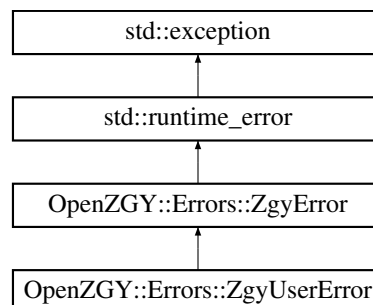 std::exception
std::runtime_error
OpenZGY::Errors::ZgyError
OpenZGY::Errors::ZgyUserError